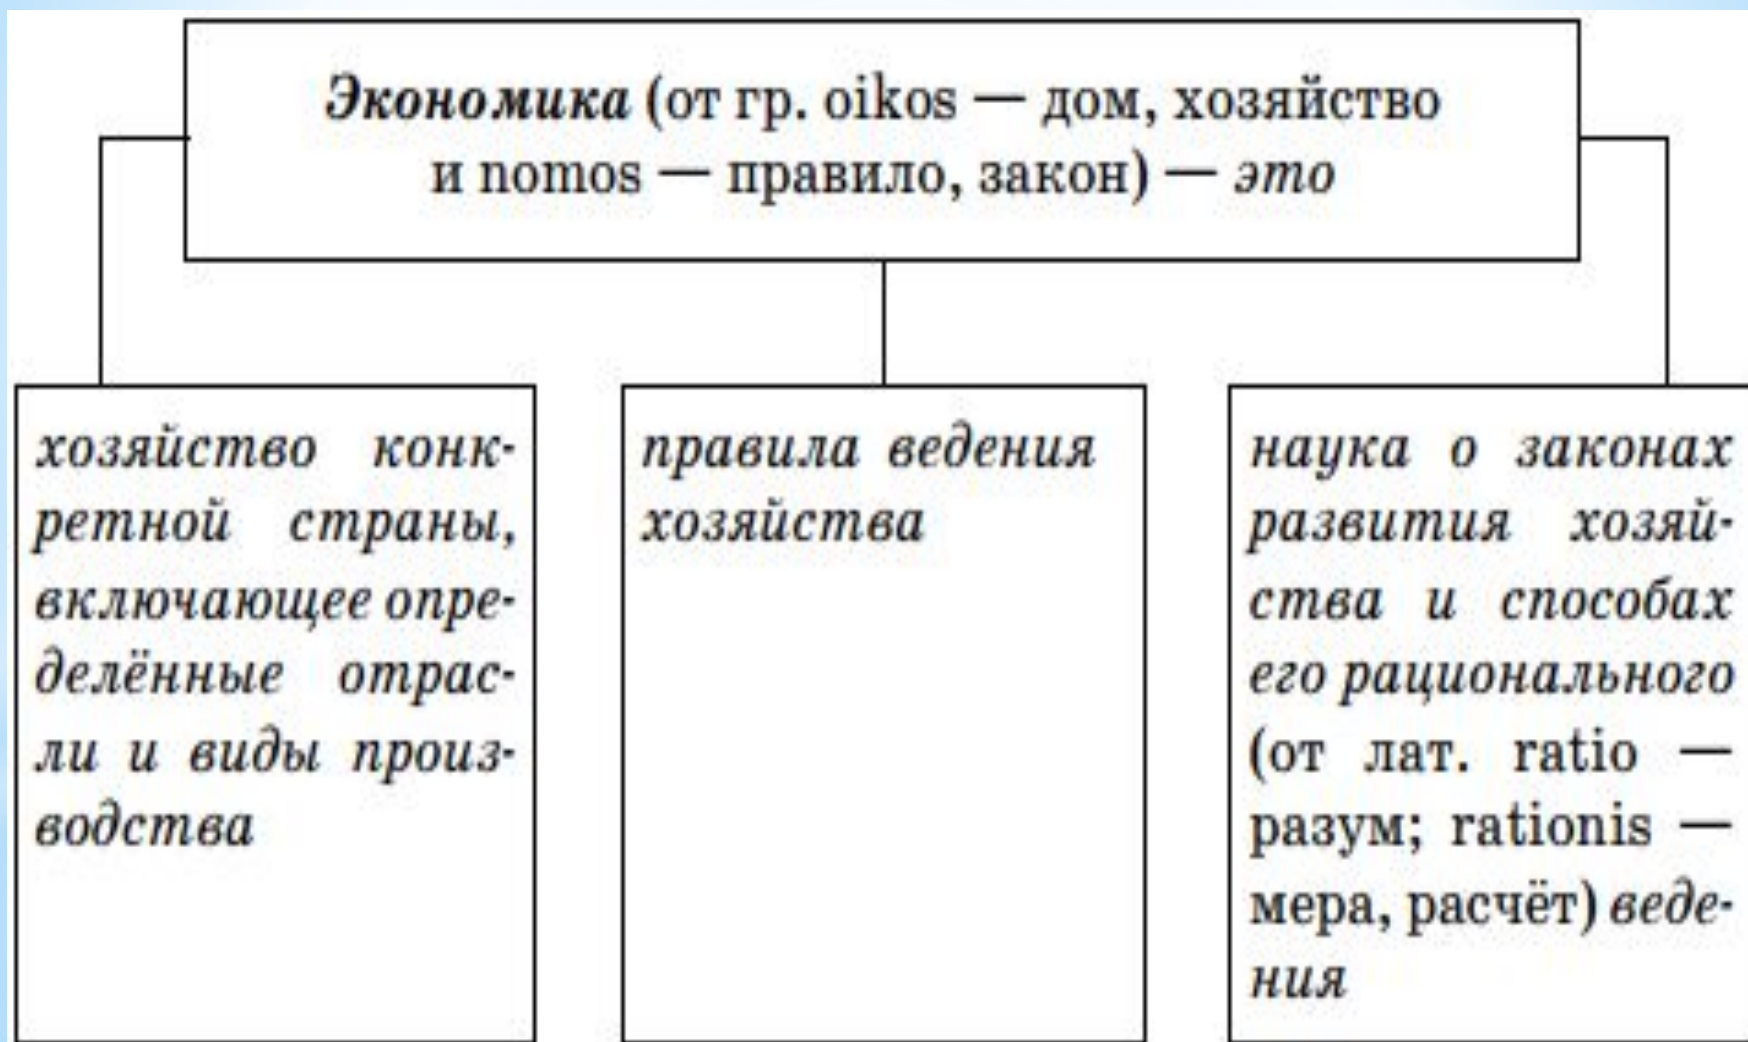 Экономика (от гр. oikos — дом, хозяйство
и nomos — правило, закон) — это
хозяйство конк-
ретной страны,
включающее опре-
делённые отрас-
ли и виды произ-
водства
правила ведения
хозяйства
наука о законах
развития хозяй-
ства и способах
его рационального
(от лат. ratio —
разум; rationis —
мера, расчёт) веде-
ния